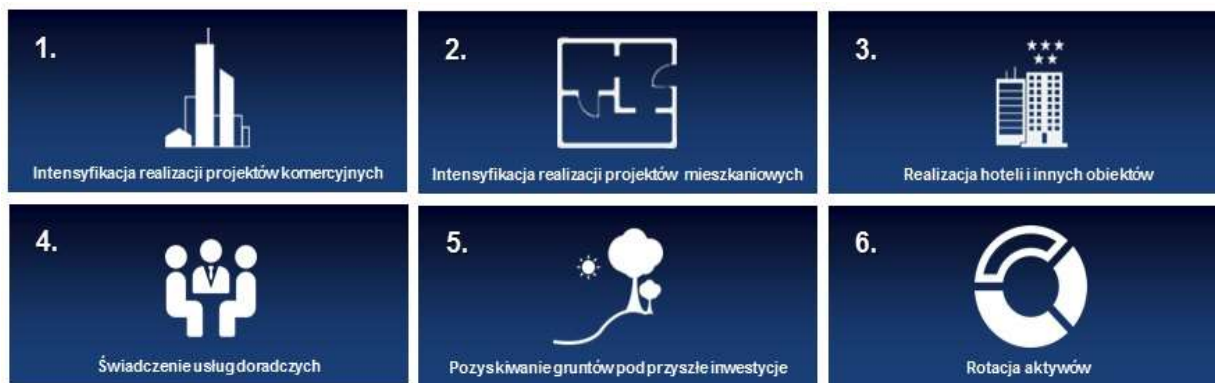 1.
Intensyfikacja realizacji projektów komercyjnych
2.
Intensyfikacja realizacji projektów mieszkaniowych
3.
Realizacja hoteli i innych obiektów
4.
Świadczenie usług doradczych
5.
Pozyskiwanie gruntów pod przyszłe inwestycje
6.
Rotacja aktywów